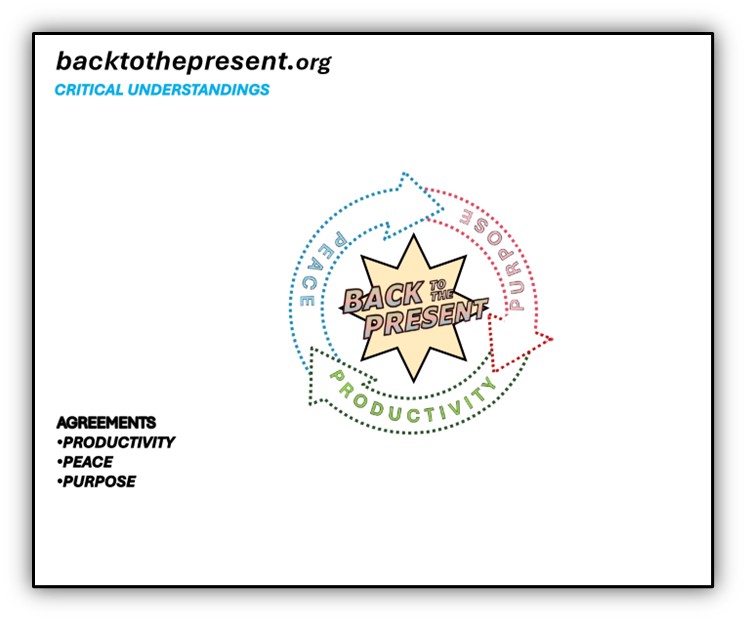 backtothepresent.org
CRITICAL UNDERSTANDINGS
PEACE
PURPOSE
BACK TO THE PRESENT
PRODUCTIVITY
AGREEMENTS
•PRODUCTIVITY
•PEACE
•PURPOSE